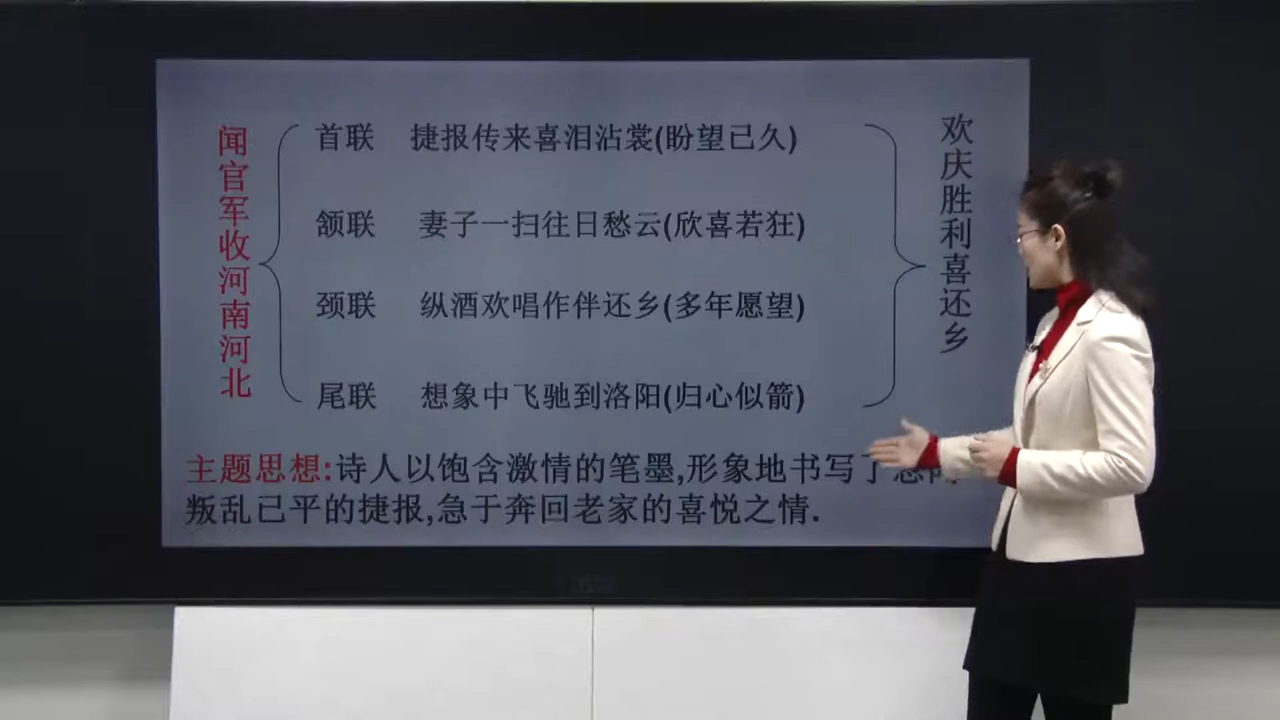 闻官军收河南河北
首联 捷报传来喜泪沾裳(盼望已久)
颔联 妻子一扫往日愁云(欣喜若狂)
颈联 纵酒欢唱作伴还乡(多年愿望)
尾联 想象中飞驰到洛阳(归心似箭)
欢庆胜利喜还乡
主题思想:诗人以饱含激情的笔墨,形象地书写了忽闻
叛乱已平的捷报,急于奔回老家的喜悦之情.